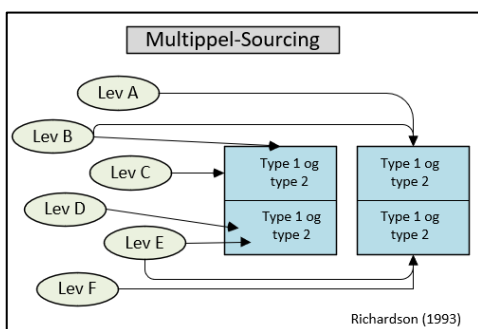 Multippel-Sourcing
Lev A
Lev B
Lev C
Lev D
Lev E
Lev F
Type 1 og
type 2
Type 1 og
type 2
Type 1 og
type 2
Type 1 og
type 2
Richardson (1993)